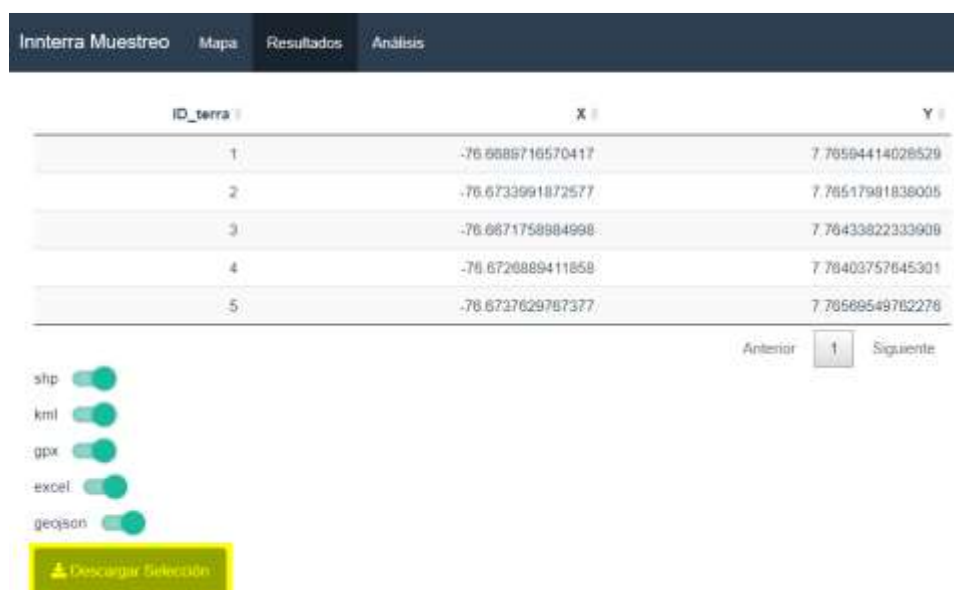 Innterra Muestreo Mapa Resultados Análisis
ID_terra X Y
1 -76.6689716570417 7.76594414028529
2 -76.6733991872577 7.76517981838005
3 -76.6671758984998 7.76433822333909
4 -76.6726889411858 7.76403757645301
5 -76.6737629767377 7.76569549762276
Anterior 1 Siguiente
shp
kml
gpx
excel
geojson
Descargar Selección